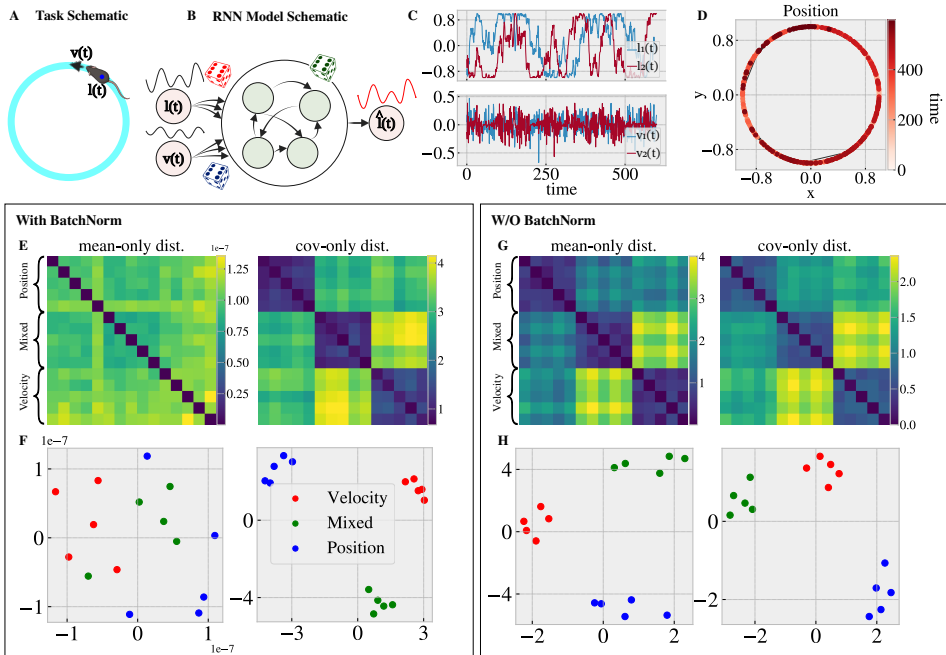 A Task Schematic
v(t)
l(t)
B RNN Model Schematic
l(t)
v(t)
l̂(t)
C
0.8
0.0
−0.8
l₁(t)
l₂(t)
0.5
0.0
−0.5
v₁(t)
v₂(t)
0 250 500
time
D Position
0.8
0.0
−0.8
y
−0.8 0.0 0.8
x
400
200
0
time
With BatchNorm
E mean-only dist.
1e-7
Position
Mixed
Velocity
1.25
1.00
0.75
0.50
0.25
cov-only dist.
4
3
2
1
F
1e-7
1
0
−1
−1 0 1
1e-7
0
−4
−3 0 3
Velocity
Mixed
Position
W/O BatchNorm
G mean-only dist.
Position
Mixed
Velocity
4
3
2
1
cov-only dist.
2.0
1.5
1.0
0.5
0.0
H
4
0
−4
−2 0 2
0
−2
−2 0 2